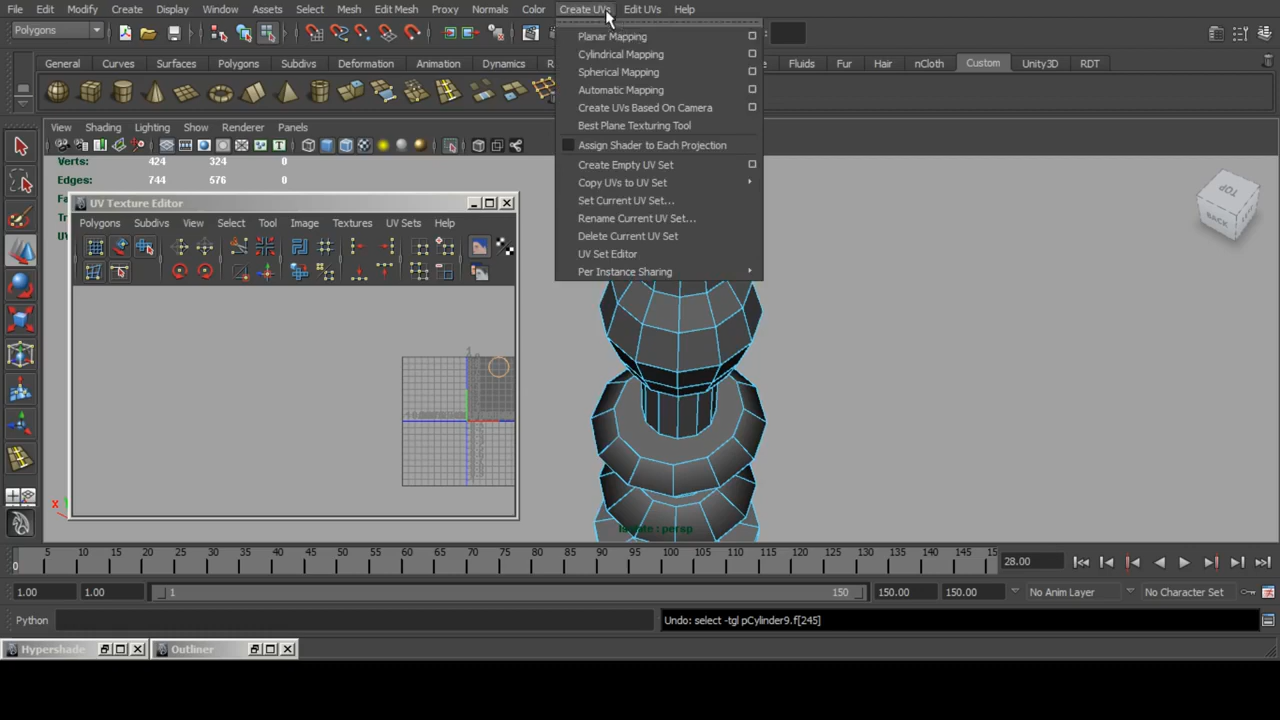 File Edit Modify Create Display Window Assets Select Mesh Edit Mesh Proxy Normals Color Create UVs Edit UVs Help
Polygons
General Curves Surfaces Polygons Subdivs Deformation Animation Dynamics Fluids Fur Hair nCloth Custom Unity3D RDT
View Shading Lighting Show Renderer Panels
Verts: 424 324 0
Edges: 744 576 0
UV Texture Editor
Polygons Subdivs View Select Tool Image Textures UV Sets Help
Planar Mapping
Cylindrical Mapping
Spherical Mapping
Automatic Mapping
Create UVs Based On Camera
Best Plane Texturing Tool
Assign Shader to Each Projection
Create Empty UV Set
Copy UVs to UV Set
Set Current UV Set...
Rename Current UV Set...
Delete Current UV Set
UV Set Editor
Per Instance Sharing
TOP
BACK
X
5 10 15 20 25 30 35 40 45 50 55 60 65 70 75 80 85 90 95 100 105 110 115 120 125 130 135 140 145 15
0
28.00
1.00 1.00 1 150 150.00 150.00 No Anim Layer No Character Set
Python
Undo: select -tgl pCylinder9.f[245]
Hypershade Outliner